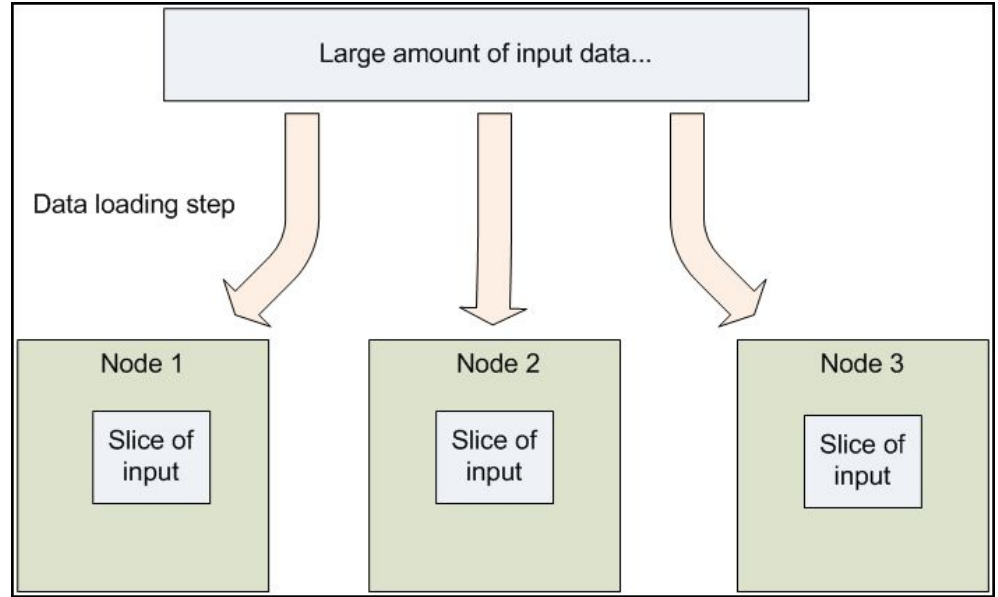 Large amount of input data...
Data loading step
Node 1
Slice of
input
Node 2
Slice of
input
Node 3
Slice of
input